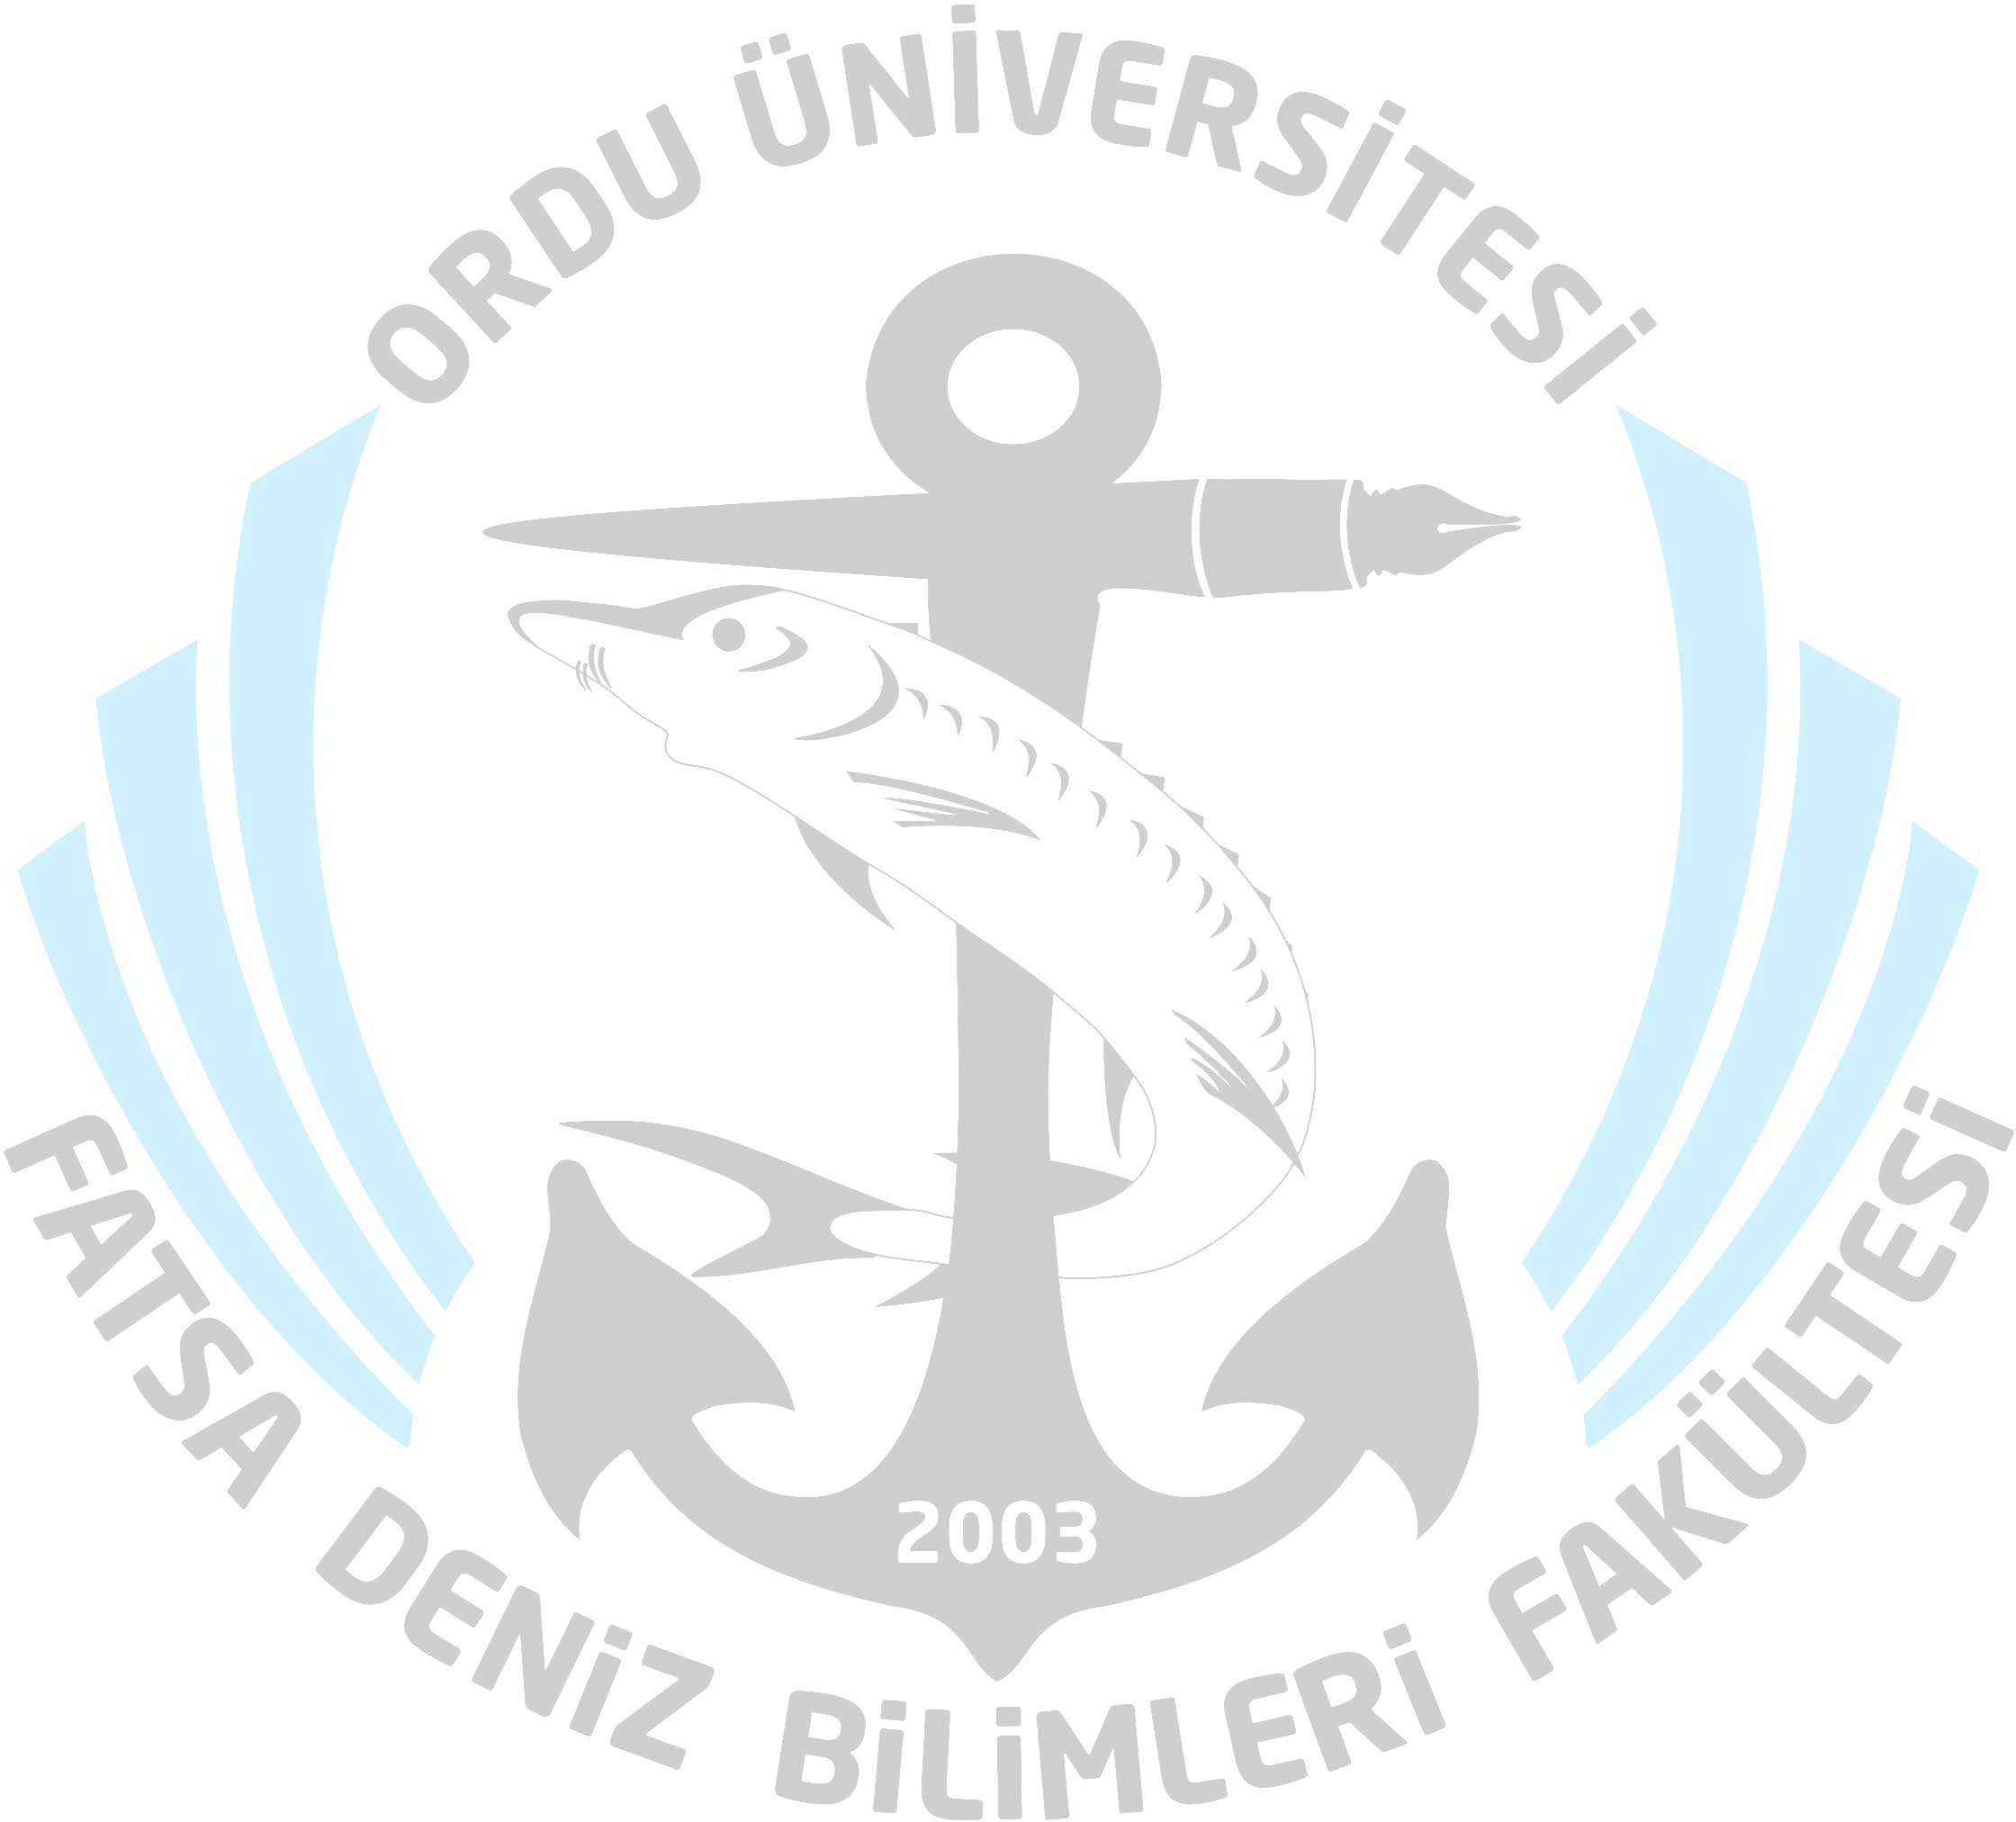 ORDU ÜNİVERSİTESİ
2003
FATSA DENİZ BİLİMLERİ FAKÜLTESİ